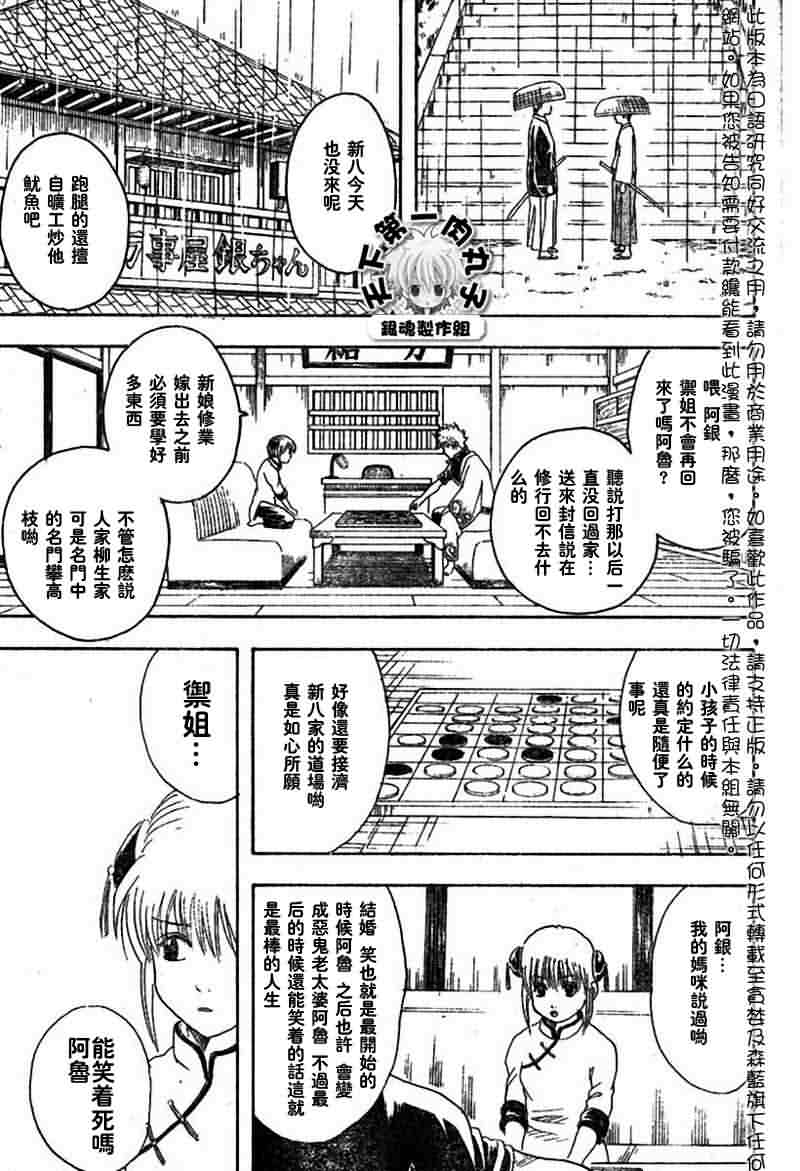 新八今天
也没來呢
跑腿的還擅
自曠工炒他
魷魚吧
万事屋銀ちゃん
天下第一肉丸子
銀魂製作組
喂 阿銀
禦姐不會再回
來了嗎阿魯？
聽説打那以后一
直没回過家…
送來封信説在
修行回不去什
么的
新娘修業
嫁出去之前
必須要學好
多東西
不管怎麽説
人家柳生家
可是名門中
的名門攀高
枝喲
小孩子的時候
的約定什么的
還真是隨便了
事呢
好像還要接濟
新八家的道場喲
真是如心所願
禦姐…
阿銀…
我的媽咪説過喲
結婚 笑也就是最開始的
時候阿魯 之后也許 會變
成惡鬼老太婆阿魯 不過最
后的時候還能笑着的話這就
是最棒的人生
能笑着死嗎
阿魯
此版本為日語研究同好交流之用，請勿用於商業用途。如喜歡此作品，請支持正版。請勿以任何形式轉載至貪婪及森藍旗下任何
網站。如果您被告知需要付款纔能看到此漫畫，那麽，您被騙了。一切法律責任與本組無關。